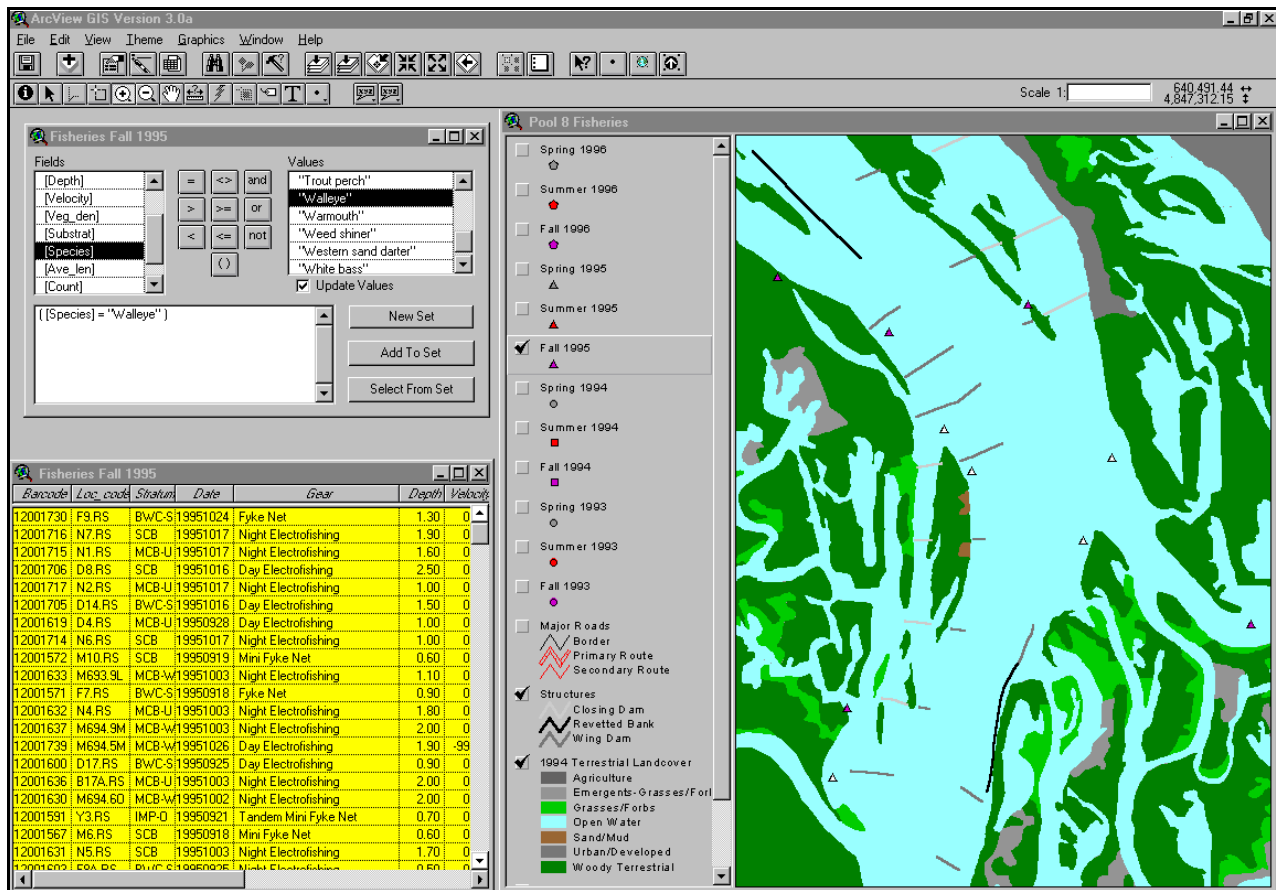 ArcView GIS Version 3.0a
File Edit View Theme Graphics Window Help
Scale 1: 640,491.44
4,847,312.15
Fisheries Fall 1995
Fields Values
[Depth] = <> and "Trout perch"
[Velocity] "Walleye"
[Veg_den] > >= or "Warmouth"
[Substrat] < <= not "Weed shiner"
[Species] "Western sand darter"
[Ave_len] ( ) "White bass"
[Count] Update Values
( [Species] = "Walleye" )
New Set
Add To Set
Select From Set
Fisheries Fall 1995
Barcode Loc_code Stratum Date Gear Depth Velocity
12001730 F9.RS BWC-S 19951024 Fyke Net 1.30 0
12001716 N7.RS SCB 19951017 Night Electrofishing 1.90 0
12001715 N1.RS MCB-U 19951017 Night Electrofishing 1.60 0
12001706 D8.RS SCB 19951016 Day Electrofishing 2.50 0
12001717 N2.RS MCB-U 19951017 Night Electrofishing 1.00 0
12001705 D14.RS BWC-S 19951016 Day Electrofishing 1.50 0
12001619 D4.RS MCB-U 19950928 Day Electrofishing 1.00 0
12001714 N6.RS SCB 19951017 Night Electrofishing 1.00 0
12001572 M10.RS SCB 19950919 Mini Fyke Net 0.60 0
12001633 M693.9L MCB-W 19951003 Night Electrofishing 1.10 0
12001571 F7.RS BWC-S 19950918 Fyke Net 0.90 0
12001632 N4.RS MCB-U 19951003 Night Electrofishing 1.80 0
12001637 M694.9M MCB-W 19951003 Night Electrofishing 2.00 0
12001739 M694.5M MCB-W 19951026 Day Electrofishing 1.90 -99
12001600 D17.RS BWC-S 19950925 Day Electrofishing 0.90 0
12001636 B17A.RS MCB-U 19951003 Night Electrofishing 2.00 0
12001630 M694.60 MCB-W 19951002 Night Electrofishing 2.00 0
12001591 Y3.RS IMP-O 19950921 Tandem Mini Fyke Net 0.70 0
12001567 M6.RS SCB 19950918 Mini Fyke Net 0.60 0
12001631 N5.RS SCB 19951003 Night Electrofishing 1.70 0
Pool 8 Fisheries
Spring 1996
Summer 1996
Fall 1996
Spring 1995
Summer 1995
Fall 1995
Spring 1994
Summer 1994
Fall 1994
Spring 1993
Summer 1993
Fall 1993
Major Roads
Border
Primary Route
Secondary Route
Structures
Closing Dam
Revetted Bank
Wing Dam
1994 Terrestrial Landcover
Agriculture
Emergents-Grasses/Forl
Grasses/Forbs
Open Water
Sand/Mud
Urban/Developed
Woody Terrestrial